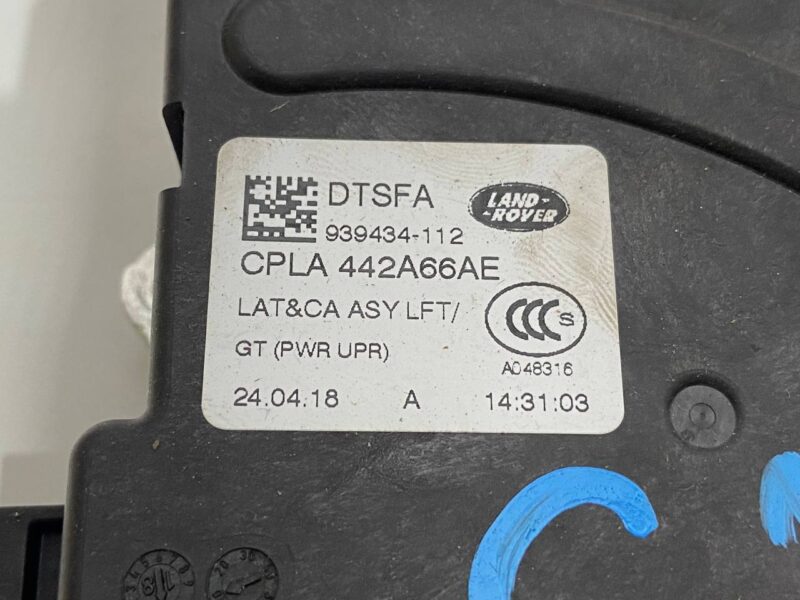 DTSFA
LAND-
-ROVER
939434-112
CPLA 442A66AE
LAT&CA ASY LFT/
CCC S
GT (PWR UPR)
A048316
24.04.18 A 14:31:03
C
18